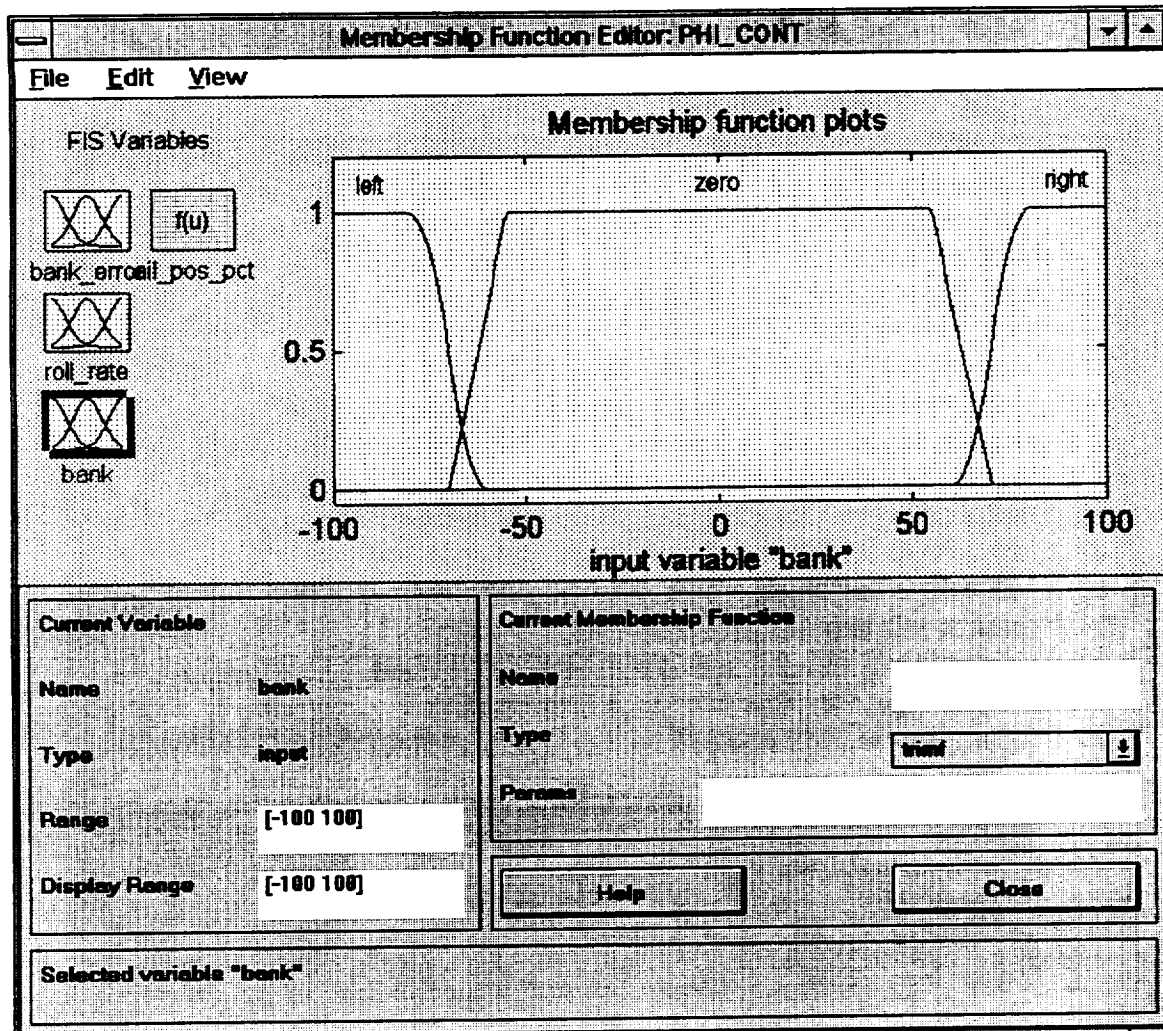 Membership Function Editor: PHI_CONT
File Edit View
FIS Variables
f(u)
bank_erroail_pos_pct
roll_rate
bank
Membership function plots
left zero right
1
0.5
0
-100 -50 0 50 100
input variable "bank"
Current Variable
Name bank
Type input
Range [-100 100]
Display Range [-100 100]
Current Membership Function
Name
Type trimf
Params
Help Close
Selected variable "bank"